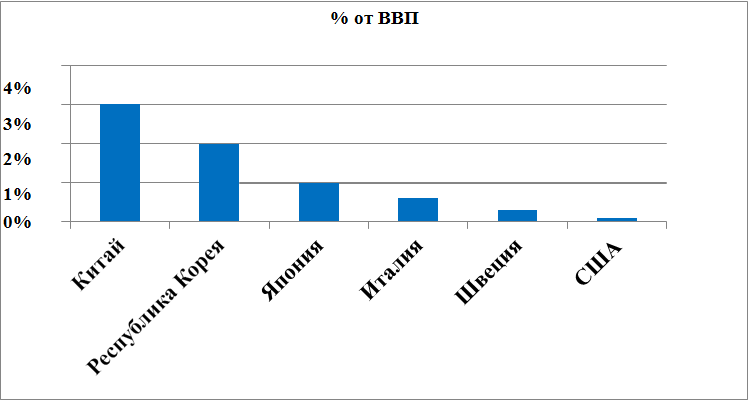 % от ВВП
4%
3%
2%
1%
0%
Китай
Республика Корея
Япония
Италия
Швеция
США